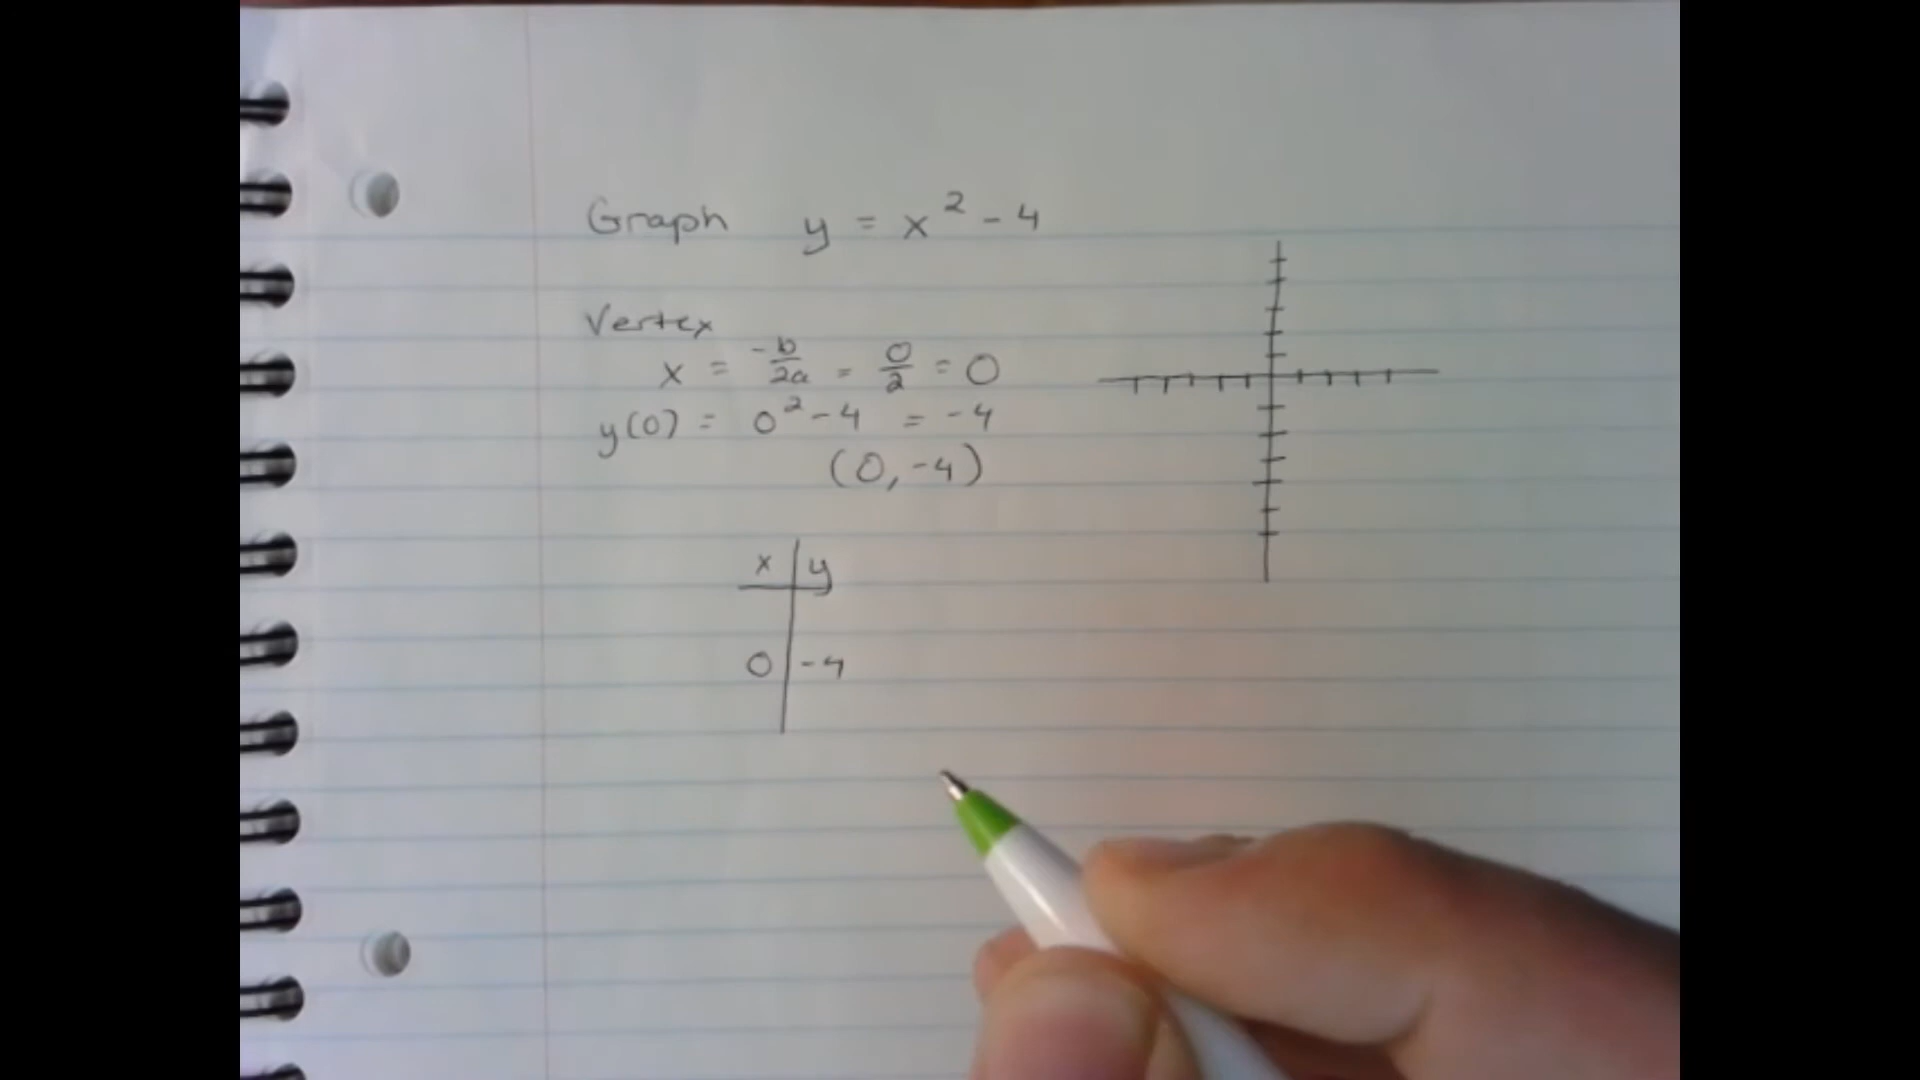 Graph y = x² - 4
Vertex
x = -b/2a = 0/2 = 0
y(0) = 0² - 4 = -4
(0, -4)
x y
0 -4